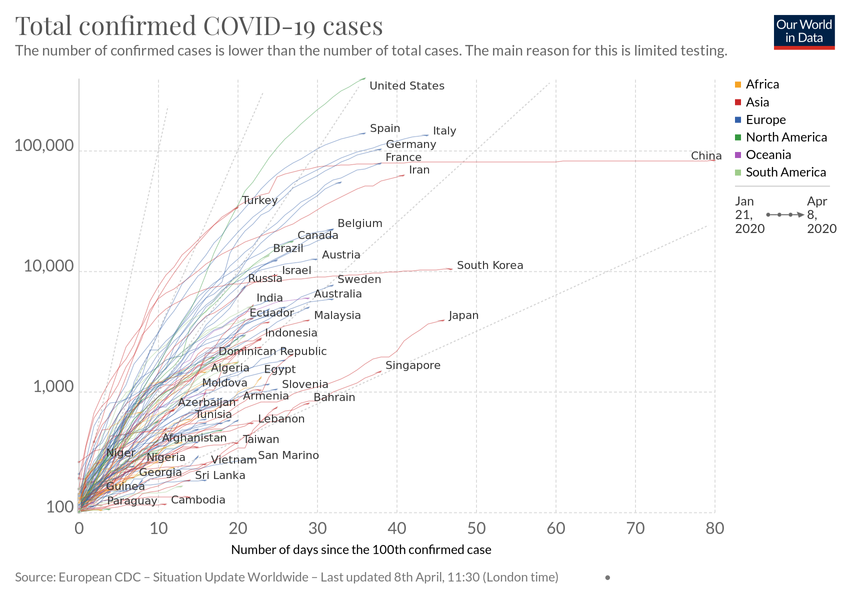 Total confirmed COVID-19 cases
The number of confirmed cases is lower than the number of total cases. The main reason for this is limited testing.
Our World
in Data
100,000
10,000
1,000
100
0
10
20
30
40
50
60
70
80
Number of days since the 100th confirmed case
United States
Spain
Italy
Germany
France
China
Iran
Turkey
Belgium
Canada
Brazil
Austria
Israel
South Korea
Russia
Sweden
India
Australia
Ecuador
Malaysia
Japan
Indonesia
Dominican Republic
Algeria
Egypt
Singapore
Moldova
Slovenia
Armenia
Bahrain
Azerbaijan
Tunisia
Lebanon
Afghanistan
Taiwan
Niger
Nigeria
Vietnam
San Marino
Georgia
Sri Lanka
Guinea
Paraguay
Cambodia
Africa
Asia
Europe
North America
Oceania
South America
Jan
21,
2020
Apr
8,
2020
Source: European CDC – Situation Update Worldwide – Last updated 8th April, 11:30 (London time)